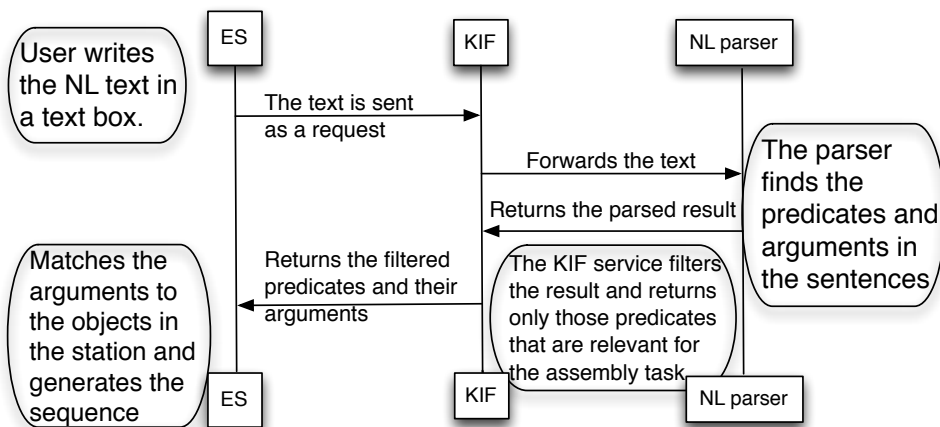 ES
KIF
NL parser
User writes
the NL text in
a text box.
The text is sent
as a request
Forwards the text
The parser
finds the
predicates and
arguments in
the sentences
Returns the parsed result
Returns the filtered
predicates and their
arguments
The KIF service filters
the result and returns
only those predicates
that are relevant for
the assembly task
Matches the
arguments to
the objects in
the station and
generates the
sequence
ES
KIF
NL parser